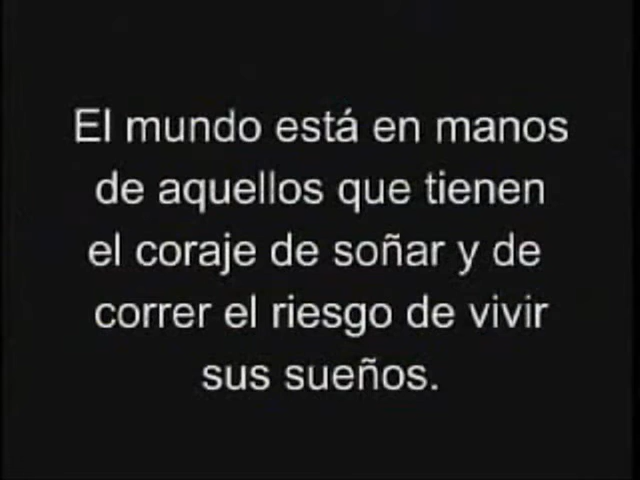 El mundo está en manos
de aquellos que tienen
el coraje de soñar y de
correr el riesgo de vivir
sus sueños.